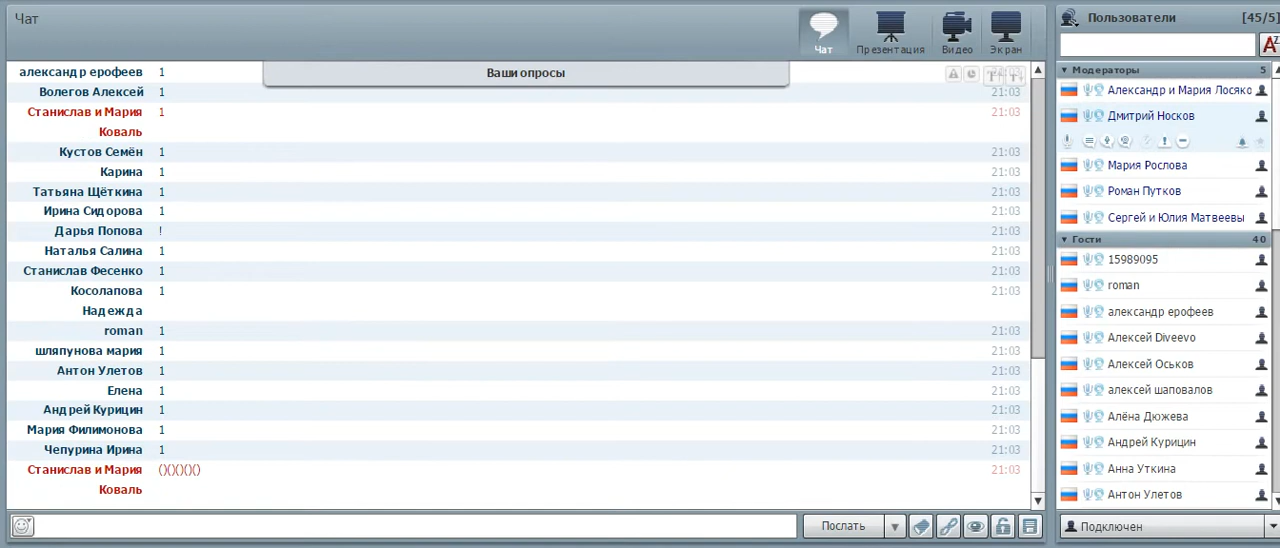 Чат
Чат
Презентация
Видео
Экран
Ваши опросы
александр ерофеев 1
Волегов Алексей 1 21:03
Станислав и Мария 1 21:03
Коваль
Кустов Семён 1 21:03
Карина 1 21:03
Татьяна Щёткина 1 21:03
Ирина Сидорова 1 21:03
Дарья Попова ! 21:03
Наталья Салина 1 21:03
Станислав Фесенко 1 21:03
Косолапова 1 21:03
Надежда
roman 1 21:03
шляпунова мария 1 21:03
Антон Улетов 1 21:03
Елена 1 21:03
Андрей Курицин 1 21:03
Мария Филимонова 1 21:03
Чепурина Ирина 1 21:03
Станислав и Мария ()()()()() 21:03
Коваль
Послать
Пользователи [45/5]
Модераторы 5
Александр и Мария Лосяко
Дмитрий Носков
Мария Рослова
Роман Путков
Сергей и Юлия Матвеевы
Гости 40
15989095
roman
александр ерофеев
Алексей Diveevo
Алексей Оськов
алексей шаповалов
Алёна Дюжева
Андрей Курицин
Анна Уткина
Антон Улетов
Подключен